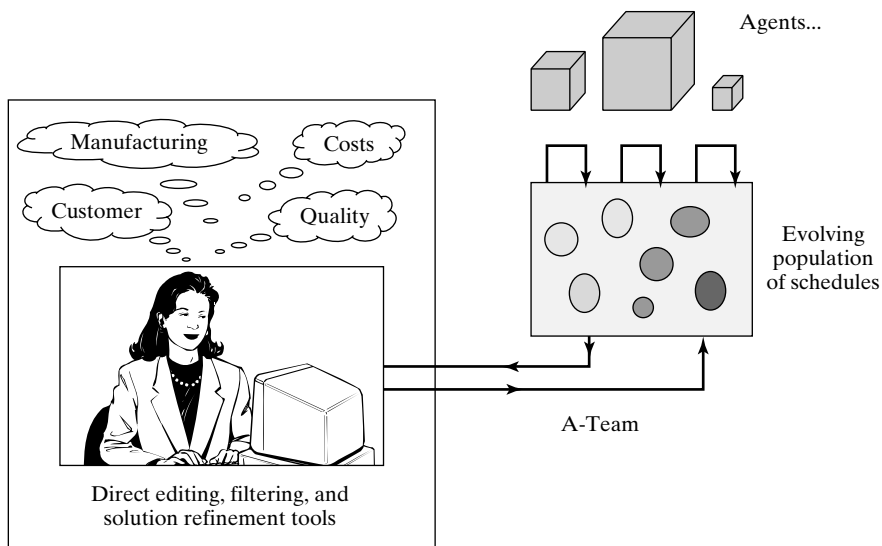 Agents...
Manufacturing
Costs
Customer
Quality
Evolving
population
of schedules
A-Team
Direct editing, filtering, and
solution refinement tools